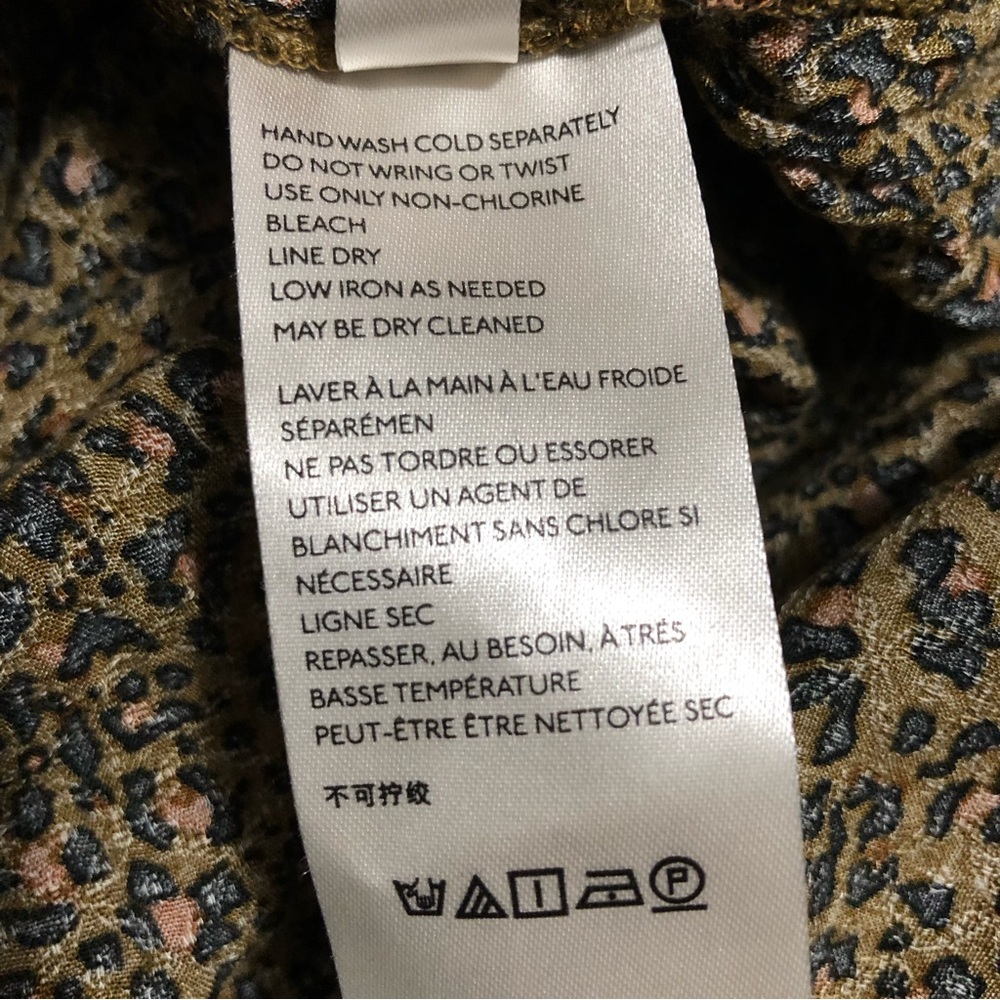 HAND WASH COLD SEPARATELY
DO NOT WRING OR TWIST
USE ONLY NON-CHLORINE
BLEACH
LINE DRY
LOW IRON AS NEEDED
MAY BE DRY CLEANED
LAVER À LA MAIN À L'EAU FROIDE
SÉPARÉMEN
NE PAS TORDRE OU ESSORER
UTILISER UN AGENT DE
BLANCHIMENT SANS CHLORE SI
NÉCESSAIRE
LIGNE SEC
REPASSER, AU BESOIN, À TRÉS
BASSE TEMPÉRATURE
PEUT-ÊTRE ÊTRE NETTOYÉE SEC
不可拧绞
P